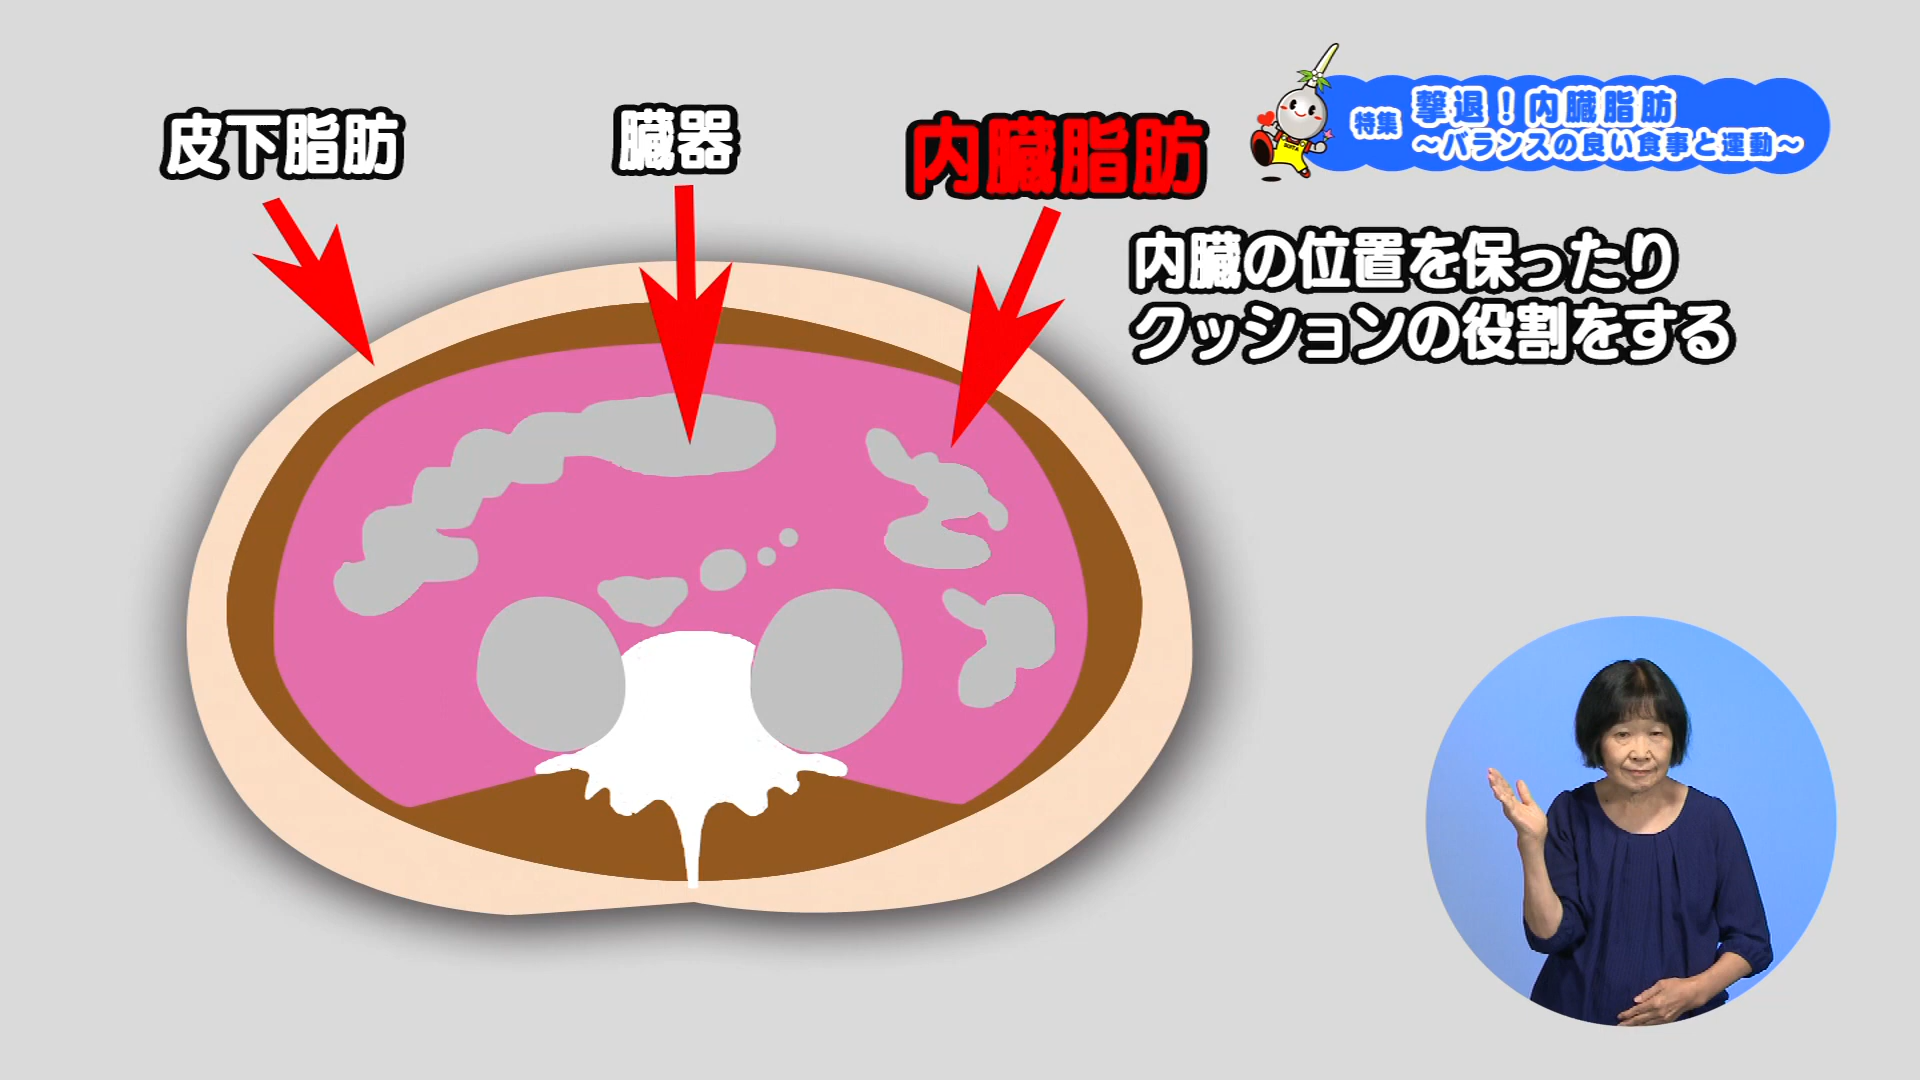 特集
撃退！内臓脂肪
～バランスの良い食事と運動～
皮下脂肪
臓器
内臓脂肪
内臓の位置を保ったり
クッションの役割をする